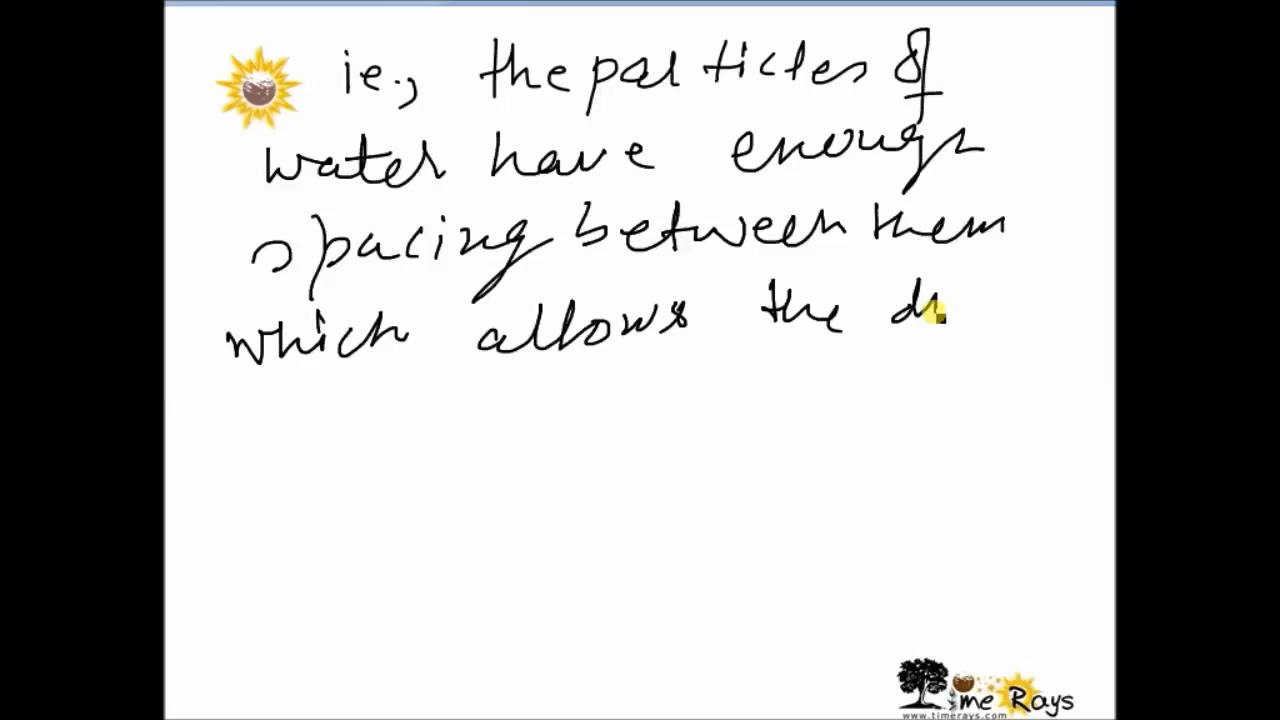 ie., the particles of
water have enough
spacing between them
which allows the
Time Rays
www.timerays.com